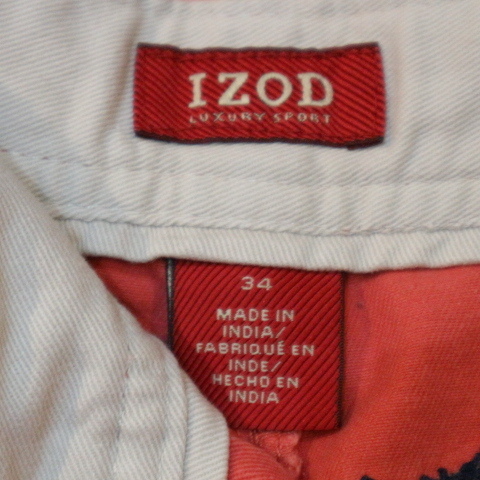 IZOD
LUXURY SPORT
34
MADE IN
INDIA/
FABRIQUÉ EN
INDE/
HECHO EN
INDIA